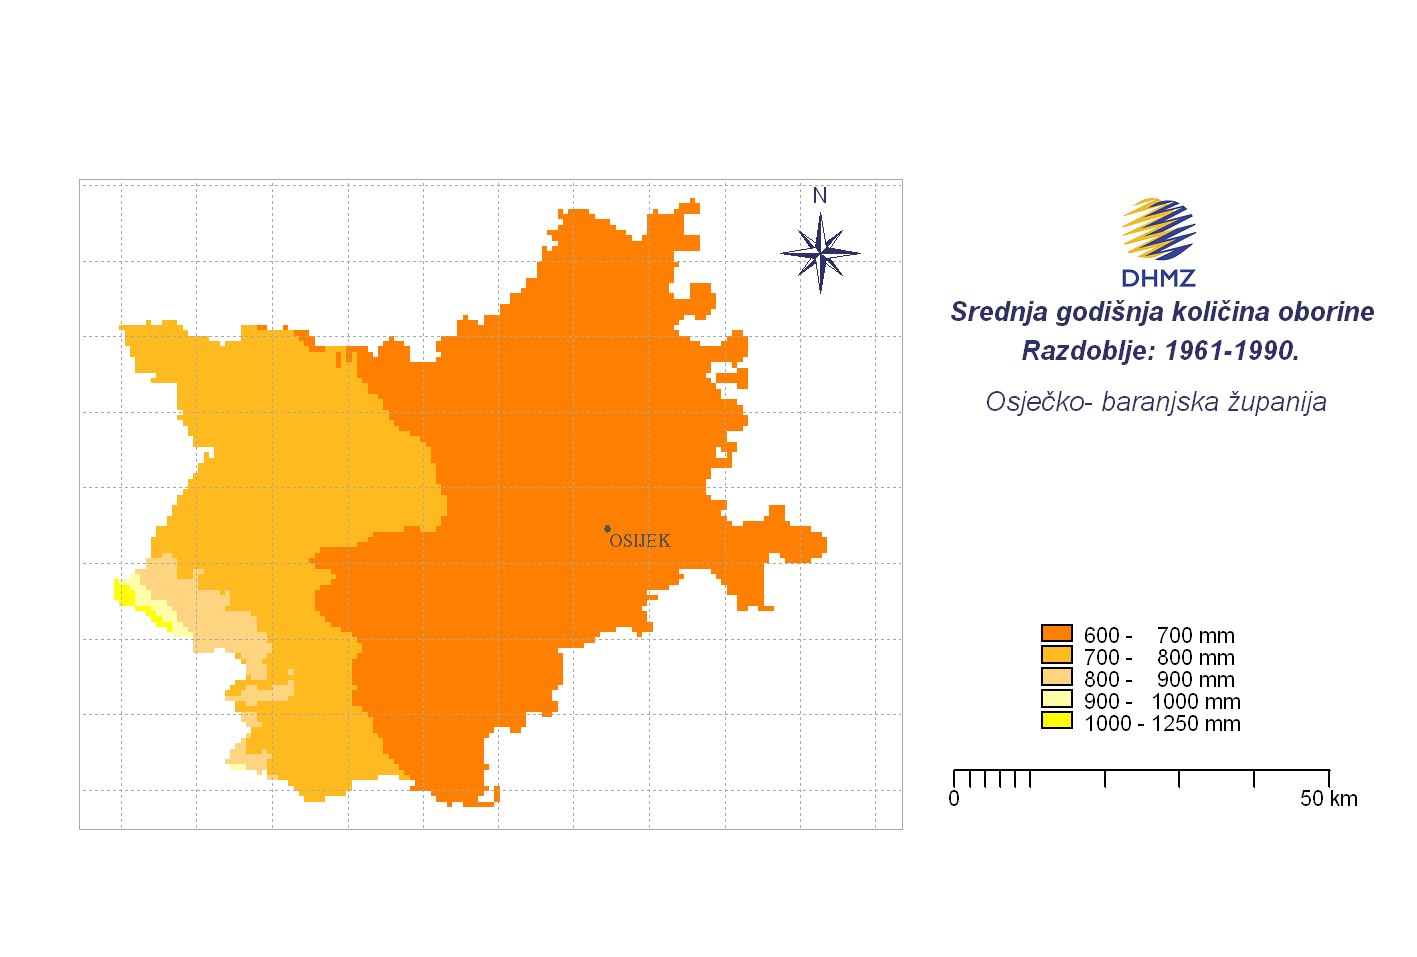 N
DHMZ
Srednja godišnja količina oborine
Razdoblje: 1961-1990.
Osječko- baranjska županija
OSIJEK
600 - 700 mm
700 - 800 mm
800 - 900 mm
900 - 1000 mm
1000 - 1250 mm
0 50 km